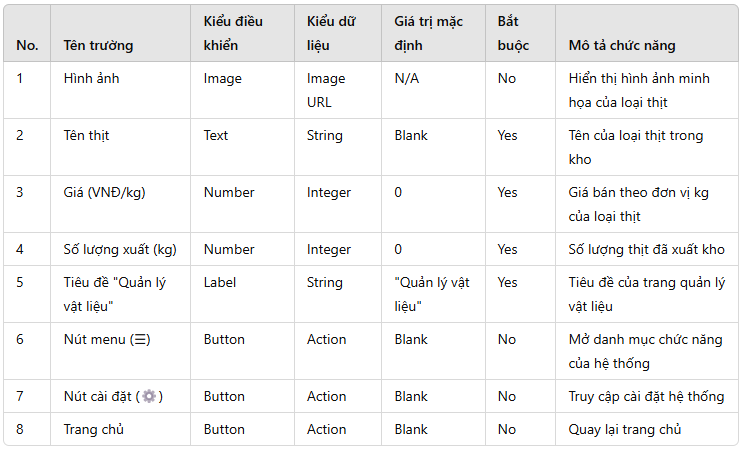 No. Tên trường Kiểu điều khiển Kiểu dữ liệu Giá trị mặc định Bắt buộc Mô tả chức năng
1 Hình ảnh Image Image URL N/A No Hiển thị hình ảnh minh họa của loại thịt
2 Tên thịt Text String Blank Yes Tên của loại thịt trong kho
3 Giá (VNĐ/kg) Number Integer 0 Yes Giá bán theo đơn vị kg của loại thịt
4 Số lượng xuất (kg) Number Integer 0 Yes Số lượng thịt đã xuất kho
5 Tiêu đề "Quản lý vật liệu" Label String "Quản lý vật liệu" Yes Tiêu đề của trang quản lý vật liệu
6 Nút menu (☰) Button Action Blank No Mở danh mục chức năng của hệ thống
7 Nút cài đặt (⚙) Button Action Blank No Truy cập cài đặt hệ thống
8 Trang chủ Button Action Blank No Quay lại trang chủ